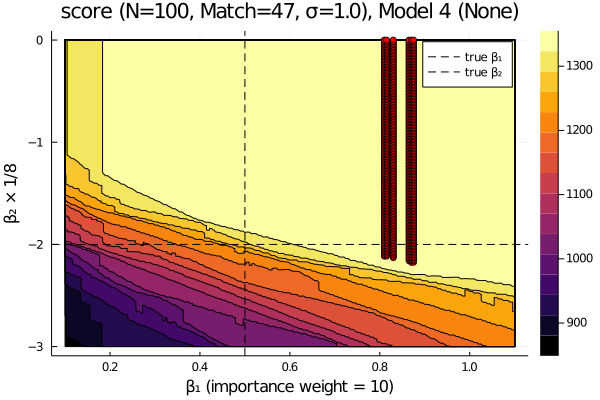 score (N=100, Match=47, σ=1.0), Model 4 (None)
0
−1
−2
−3
β₂ × 1/8
0.2 0.4 0.6 0.8 1.0
β₁ (importance weight = 10)
true β₁
true β₂
1300
1200
1100
1000
900